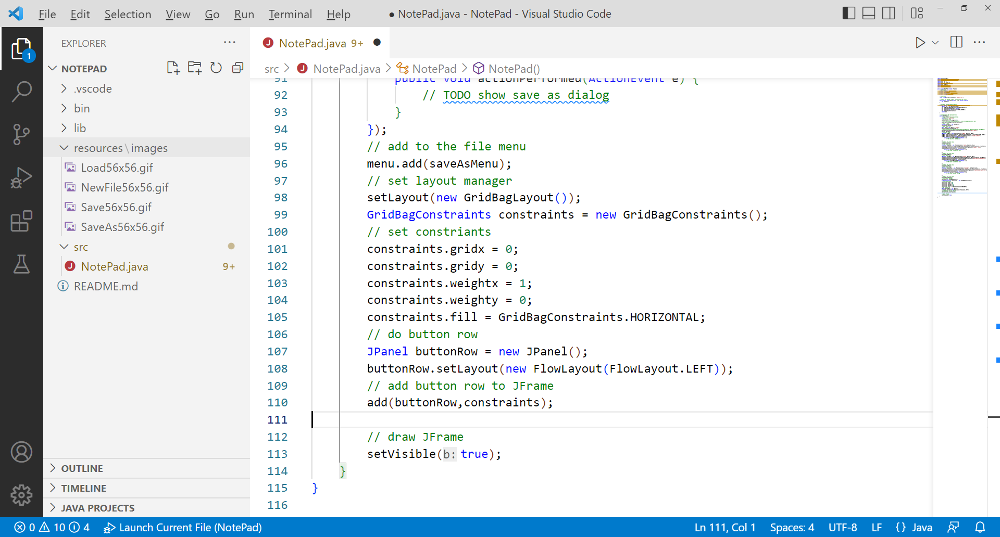 File Edit Selection View Go Run Terminal Help ● NotePad.java - NotePad - Visual Studio Code
EXPLORER
NotePad.java 9+
1
NOTEPAD
src > NotePad.java > NotePad > NotePad()
.vscode
bin
lib
resources\images
Load56x56.gif
NewFile56x56.gif
Save56x56.gif
SaveAs56x56.gif
src
NotePad.java 9+
README.md
OUTLINE
TIMELINE
JAVA PROJECTS
91 public void actionPerformed(ActionEvent e) {
92 // TODO show save as dialog
93 }
94 });
95 // add to the file menu
96 menu.add(saveAsMenu);
97 // set layout manager
98 setLayout(new GridBagLayout());
99 GridBagConstraints constraints = new GridBagConstraints();
100 // set constriants
101 constraints.gridx = 0;
102 constraints.gridy = 0;
103 constraints.weightx = 1;
104 constraints.weighty = 0;
105 constraints.fill = GridBagConstraints.HORIZONTAL;
106 // do button row
107 JPanel buttonRow = new JPanel();
108 buttonRow.setLayout(new FlowLayout(FlowLayout.LEFT));
109 // add button row to JFrame
110 add(buttonRow,constraints);
111
112 // draw JFrame
113 setVisible(b: true);
114 }
115 }
116
0 10 4 Launch Current File (NotePad) Ln 111, Col 1 Spaces: 4 UTF-8 LF {} Java